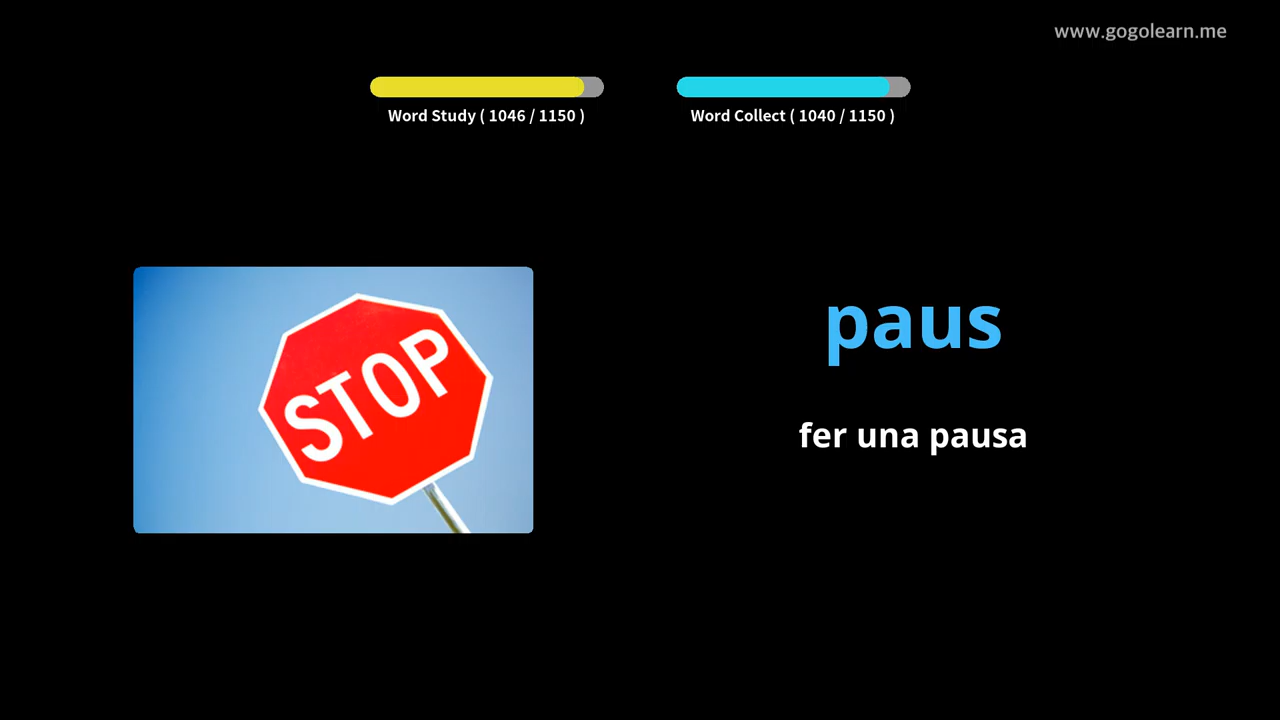 www.gogolearn.me
Word Study ( 1046 / 1150 )
Word Collect ( 1040 / 1150 )
STOP
paus
fer una pausa